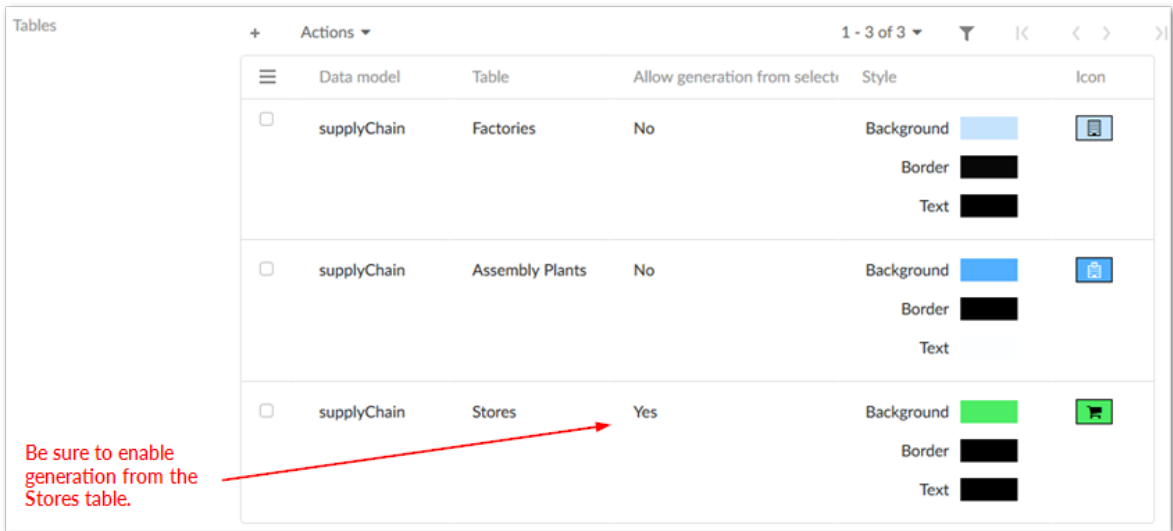 Tables
Actions
1 - 3 of 3
Data model Table Allow generation from selecte Style Icon
supplyChain Factories No Background
Border
Text
supplyChain Assembly Plants No Background
Border
Text
supplyChain Stores Yes Background
Border
Text
Be sure to enable
generation from the
Stores table.